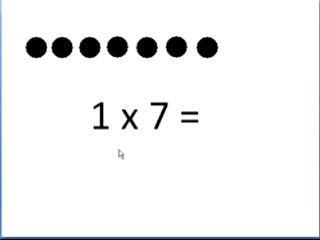 1 x 7 =